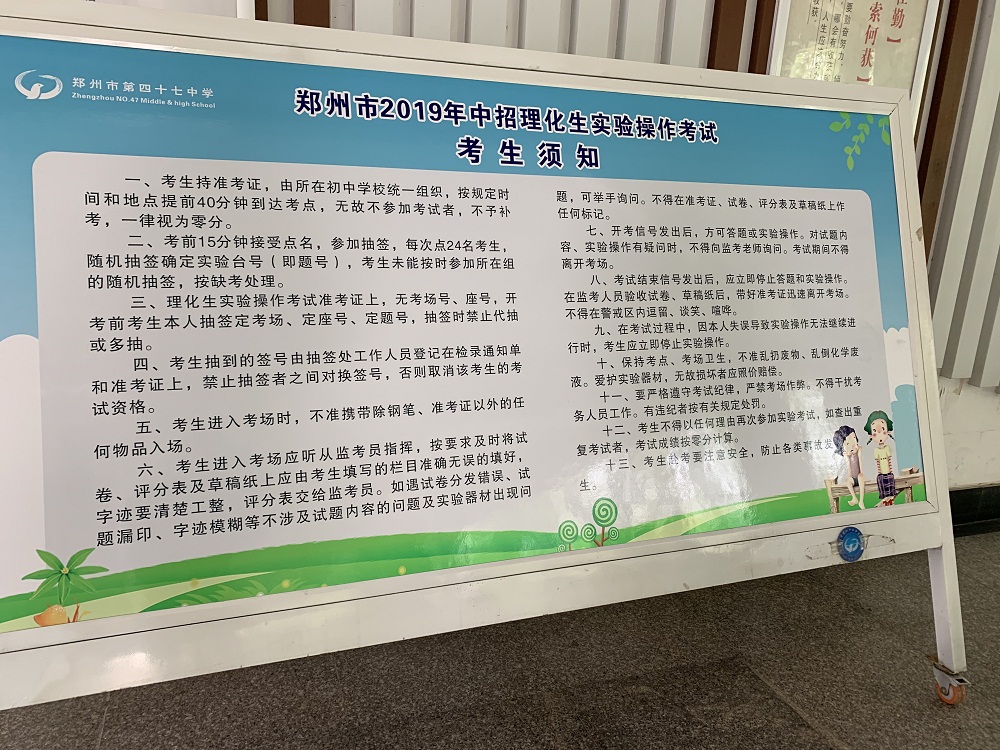 郑州市第四十七中学
Zhengzhou NO.47 Middle & high School
郑州市2019年中招理化生实验操作考试
考生须知
一、考生持准考证，由所在初中学校统一组织，按规定时
间和地点提前40分钟到达考点，无故不参加考试者，不予补
考，一律视为零分。
二、考前15分钟接受点名，参加抽签，每次点24名考生，
随机抽签确定实验台号（即题号），考生未能按时参加所在组
的随机抽签，按缺考处理。
三、理化生实验操作考试准考证上，无考场号、座号，开
考前考生本人抽签定考场、定座号、定题号，抽签时禁止代抽
或多抽。
四、考生抽到的签号由抽签处工作人员登记在检录通知单
和准考证上，禁止抽签者之间对换签号，否则取消该考生的考
试资格。
五、考生进入考场时，不准携带除钢笔、准考证以外的任
何物品入场。
六、考生进入考场应听从监考员指挥，按要求及时将试
卷、评分表及草稿纸上应由考生填写的栏目准确无误的填好，
字迹要清楚工整，评分表交给监考员。如遇试卷分发错误、试
题漏印、字迹模糊等不涉及试题内容的问题及实验器材出现问
题，可举手询问。不得在准考证、试卷、评分表及草稿纸上作
任何标记。
七、开考信号发出后，方可答题或实验操作。对试题内
容、实验操作有疑问时，不得向监考老师询问。考试期间不得
离开考场。
八、考试结束信号发出后，应立即停止答题和实验操作。
在监考人员验收试卷、草稿纸后，带好准考证迅速离开考场。
不得在警戒区内逗留、谈笑、喧哗。
九、在考试过程中，因本人失误导致实验操作无法继续进
行时，考生应立即停止实验操作。
十、保持考点、考场卫生，不准乱扔废物、乱倒化学废
液。爱护实验器材，无故损坏者应照价赔偿。
十一、要严格遵守考试纪律，严禁考场作弊。不得干扰考
务人员工作。有违纪者按有关规定处罚。
十二、考生不得以任何理由再次参加实验考试，如查出重
复考试者，考试成绩按零分计算。
十三、考生赴考要注意安全，防止各类事故发
生。
勤】
索何获】